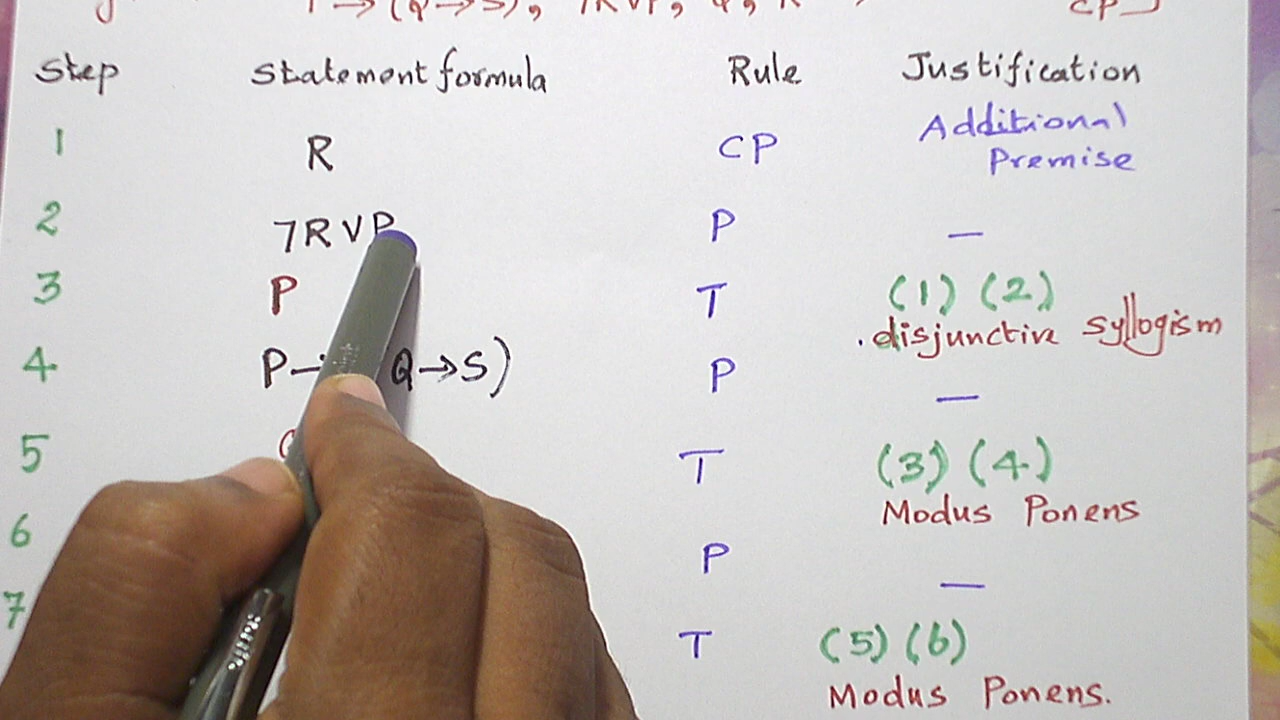 P → (Q → S), ⅂R V P, Q, R CP]
Step Statement formula Rule Justification
1 R CP Additional Premise
2 ⅂R V P P —
3 P T (1) (2) disjunctive syllogism
4 P → Q → S) P —
5 T (3) (4) Modus Ponens
6 P —
7 T (5) (6) Modus Ponens.